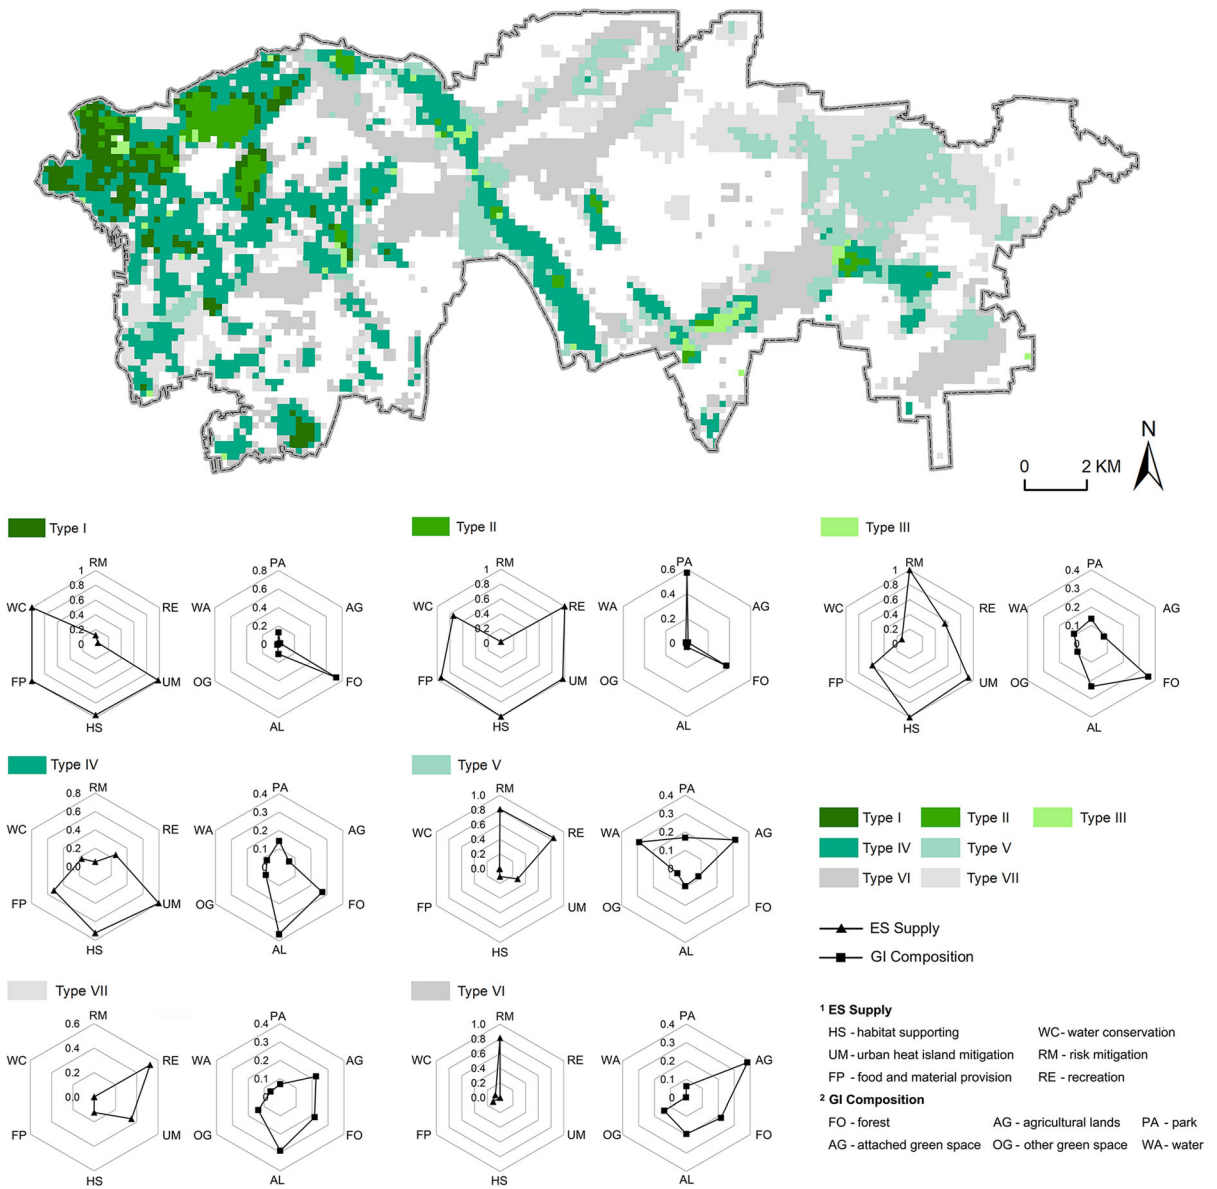 N
0 2 KM
Type I
RM
1
0.8
0.6
0.4
0.2
0
WC
RE
FP
UM
HS
PA
0.8
0.6
0.4
0.2
0
WA
AG
OG
FO
AL
Type II
RM
1
0.8
0.6
0.4
0.2
0
WC
RE
FP
UM
HS
PA
0.6
0.4
0.2
0
WA
AG
OG
FO
AL
Type III
RM
1
0.8
0.6
0.4
0.2
0
WC
RE
FP
UM
HS
PA
0.4
0.3
0.2
0.1
0
WA
AG
OG
FO
AL
Type IV
RM
0.8
0.6
0.4
0.2
0.0
WC
RE
FP
UM
HS
PA
0.4
0.3
0.2
0.1
0
WA
AG
OG
FO
AL
Type V
RM
1.0
0.8
0.6
0.4
0.2
0.0
WC
RE
FP
UM
HS
PA
0.4
0.3
0.2
0.1
0
WA
AG
OG
FO
AL
Type I Type II Type III
Type IV Type V
Type VI Type VII
ES Supply
GI Composition
Type VII
RM
0.6
0.4
0.2
0.0
WC
RE
FP
UM
HS
PA
0.4
0.3
0.2
0.1
0
WA
AG
OG
FO
AL
Type VI
RM
1.0
0.8
0.6
0.4
0.2
0.0
WC
RE
FP
UM
HS
PA
0.4
0.3
0.2
0.1
0
WA
AG
OG
FO
AL
1 ES Supply
HS - habitat supporting WC- water conservation
UM - urban heat island mitigation RM - risk mitigation
FP - food and material provision RE - recreation
2 GI Composition
FO - forest AG - agricultural lands PA - park
AG - attached green space OG - other green space WA - water